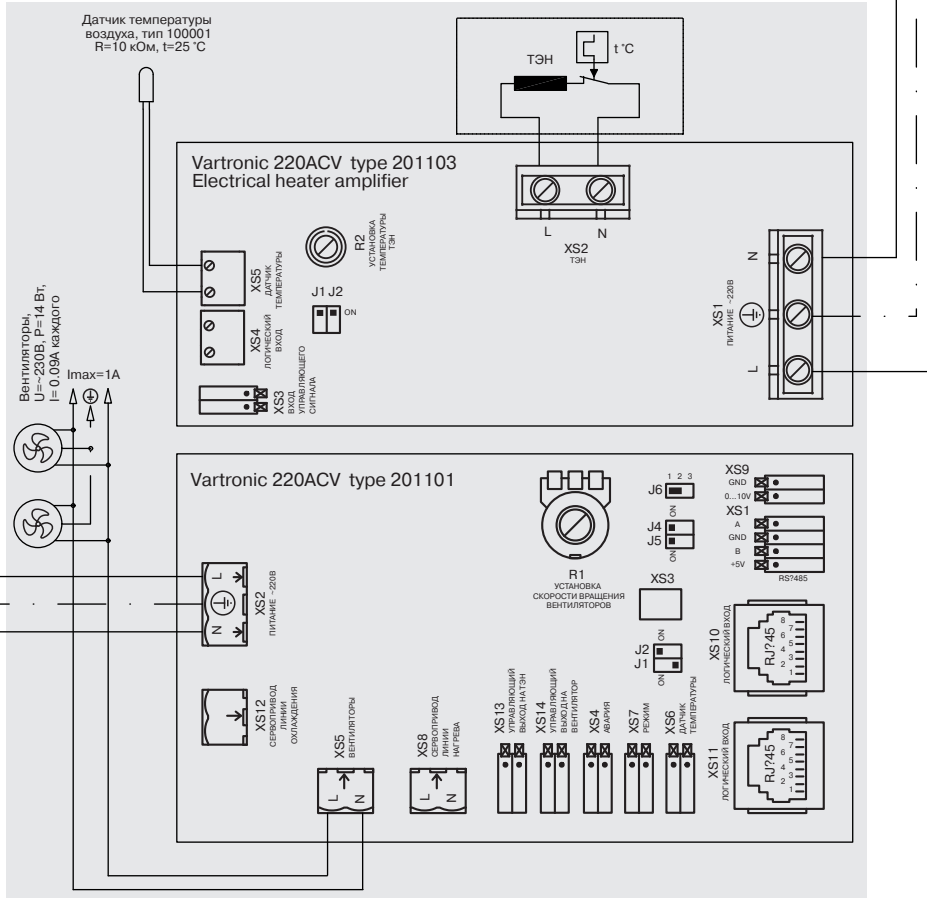 Датчик температуры
воздуха, тип 100001
R=10 кОм, t=25 °C
ТЭН
t °C
Vartronic 220ACV type 201103
Electrical heater amplifier
L N
XS2
ТЭН
R2
УСТАНОВКА
ТЕМПЕРАТУРЫ
ТЭН
XS5
ДАТЧИК
ТЕМПЕРАТУРЫ
J1 J2
ON
XS4
ЛОГИЧЕСКИЙ
ВХОД
XS3
ВХОД
УПРАВЛЯЮЩЕГО
СИГНАЛА
XS1
ПИТАНИЕ ~220В
N
L
Вентиляторы,
U=~230В, P=14 Вт,
I= 0.09А каждого
Imax=1А
Vartronic 220ACV type 201101
R1
УСТАНОВКА
СКОРОСТИ ВРАЩЕНИЯ
ВЕНТИЛЯТОРОВ
1 2 3
J6
ON
J4
J5
ON
XS3
ON
J2
J1
ON
XS9
GND
0...10V
XS1
A
GND
B
+5V
RS?485
XS10
ЛОГИЧЕСКИЙ ВХОД
RJ?45
8
7
6
5
4
3
2
1
XS11
ЛОГИЧЕСКИЙ ВХОД
RJ?45
8
7
6
5
4
3
2
1
L
N
XS2
ПИТАНИЕ ~220В
XS12
СЕРВОПРИВОД
ЛИНИИ
ОХЛАЖДЕНИЯ
XS5
ВЕНТИЛЯТОРЫ
L
N
XS8
СЕРВОПРИВОД
ЛИНИИ
НАГРЕВА
L
N
XS13
УПРАВЛЯЮЩИЙ
ВЫХОД НА ТЭН
XS14
УПРАВЛЯЮЩИЙ
ВЫХОД НА
ВЕНТИЛЯТОР
XS4
АВАРИЯ
XS7
РЕЖИМ
XS6
ДАТЧИК
ТЕМПЕРАТУРЫ